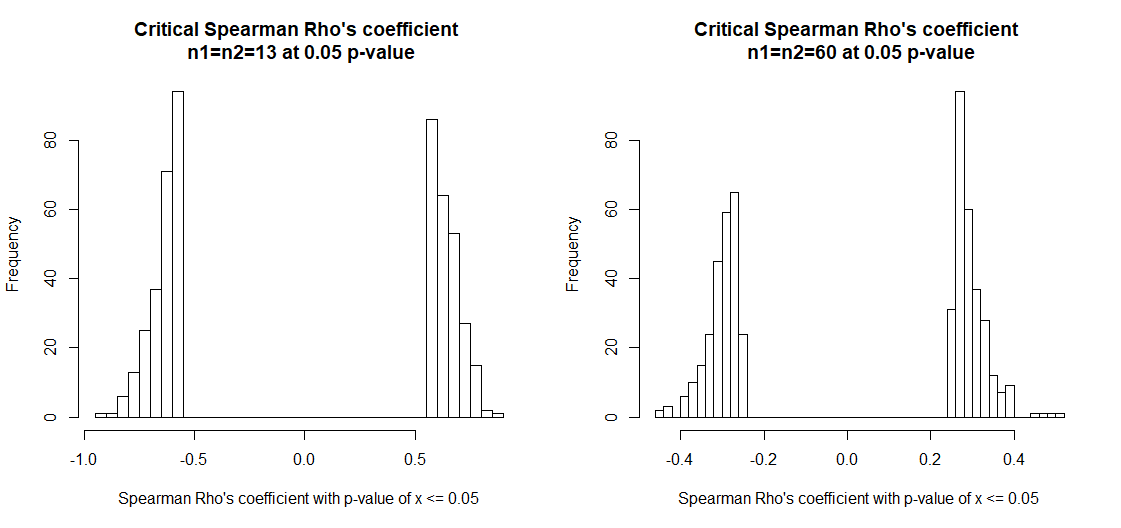 Critical Spearman Rho's coefficient
n1=n2=13 at 0.05 p-value
Frequency
80
60
40
20
0
-1.0 -0.5 0.0 0.5
Spearman Rho's coefficient with p-value of x <= 0.05
Critical Spearman Rho's coefficient
n1=n2=60 at 0.05 p-value
Frequency
80
60
40
20
0
-0.4 -0.2 0.0 0.2 0.4
Spearman Rho's coefficient with p-value of x <= 0.05